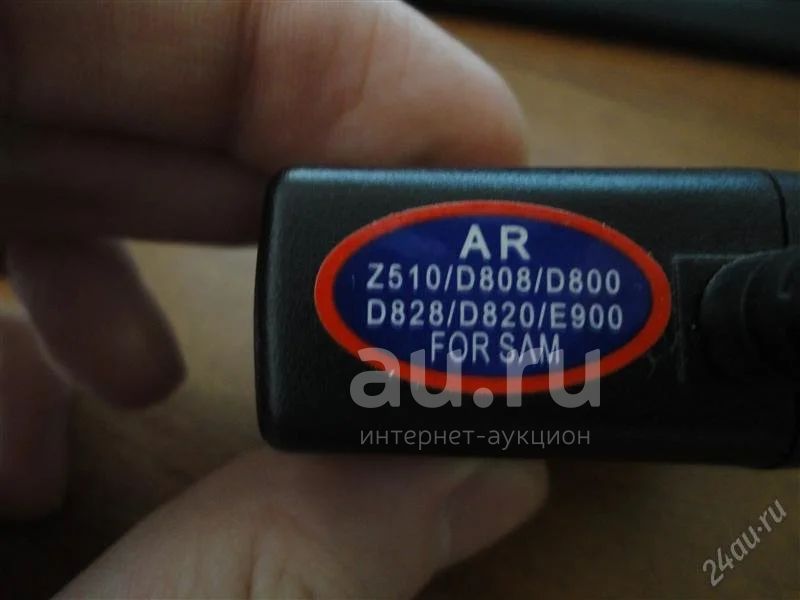 AR
Z510/D808/D800
D828/D820/E900
FOR SAM
au.ru
интернет-аукцион
24au.ru